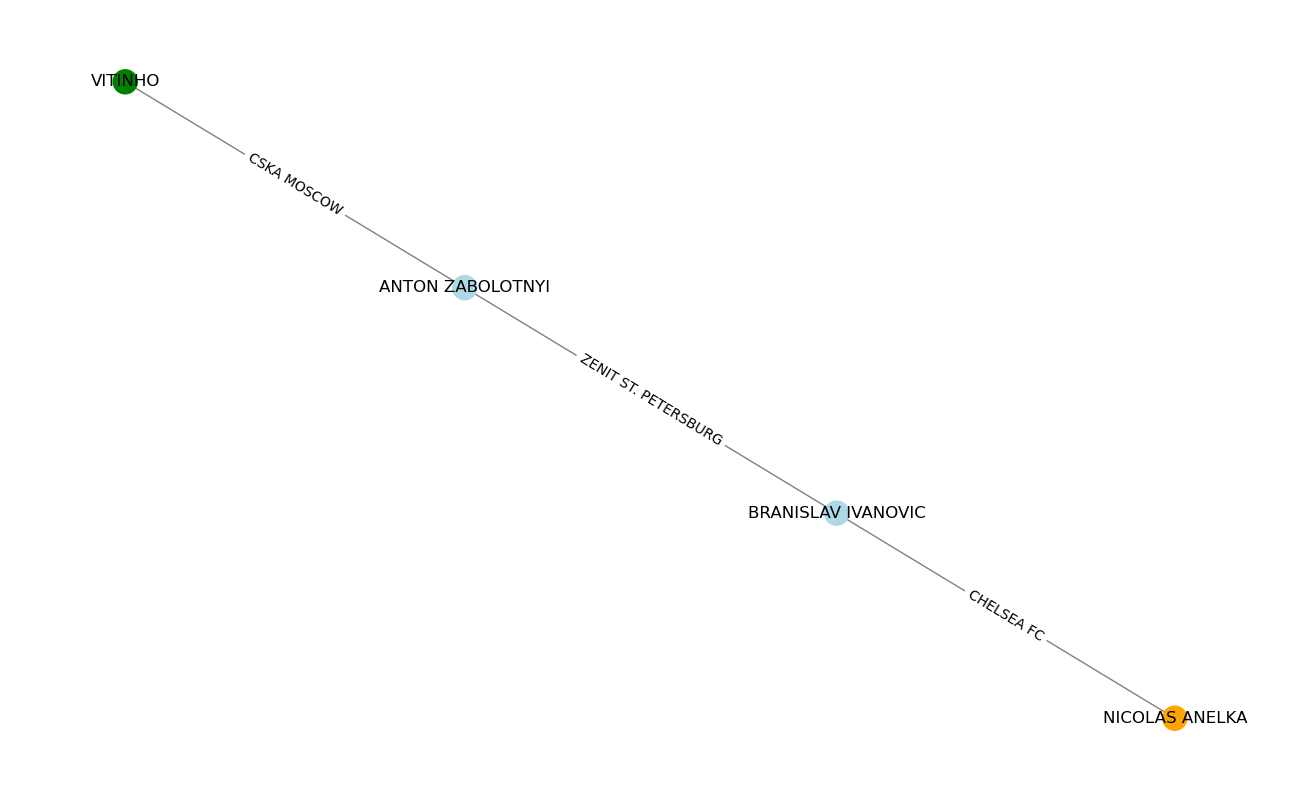 VITINHO
CSKA MOSCOW
ANTON ZABOLOTNYI
ZENIT ST. PETERSBURG
BRANISLAV IVANOVIC
CHELSEA FC
NICOLAS ANELKA